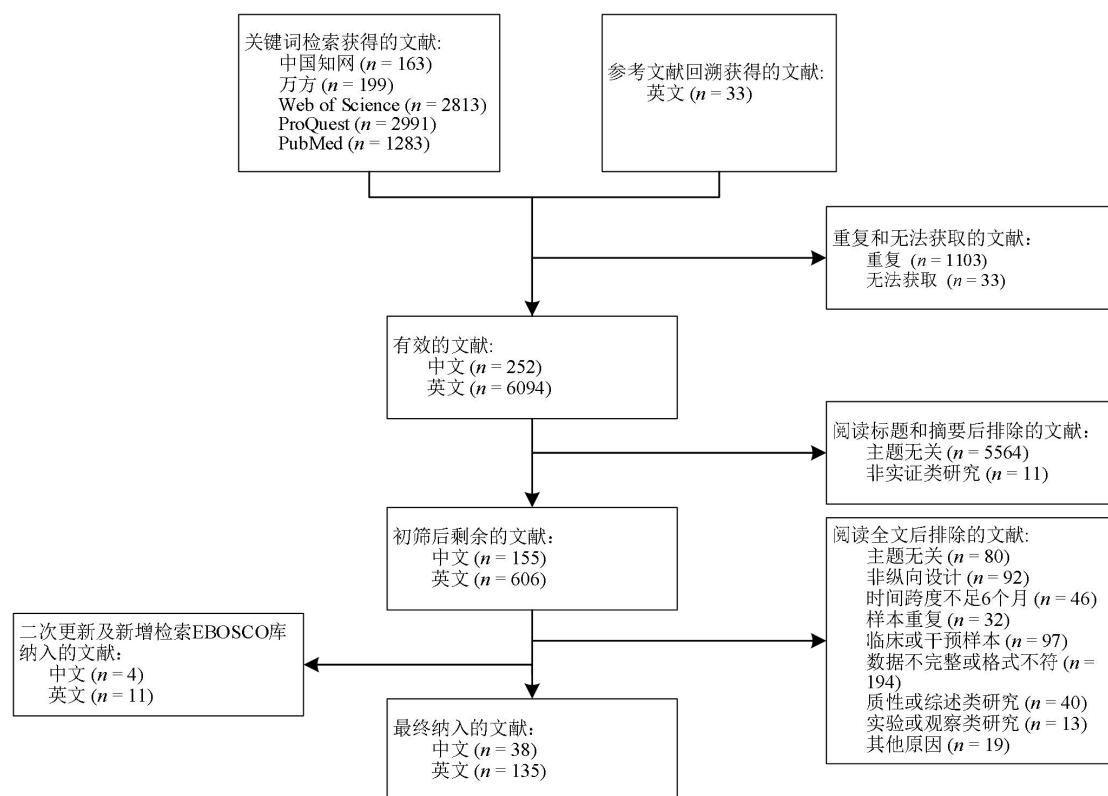 关键词检索获得的文献:
中国知网 (n = 163)
万方 (n = 199)
Web of Science (n = 2813)
ProQuest (n = 2991)
PubMed (n = 1283)
参考文献回溯获得的文献:
英文 (n = 33)
重复和无法获取的文献：
重复 (n = 1103)
无法获取 (n = 33)
有效的文献:
中文 (n = 252)
英文 (n = 6094)
阅读标题和摘要后排除的文献：
主题无关 (n = 5564)
非实证类研究 (n = 11)
初筛后剩余的文献：
中文 (n = 155)
英文 (n = 606)
阅读全文后排除的文献:
主题无关 (n = 80)
非纵向设计 (n = 92)
时间跨度不足6个月 (n = 46)
样本重复 (n = 32)
临床或干预样本 (n = 97)
数据不完整或格式不符 (n =
194)
质性或综述类研究 (n = 40)
实验或观察类研究 (n = 13)
其他原因 (n = 19)
二次更新及新增检索EBOSCO库
纳入的文献：
中文 (n = 4)
英文 (n = 11)
最终纳入的文献：
中文 (n = 38)
英文 (n = 135)